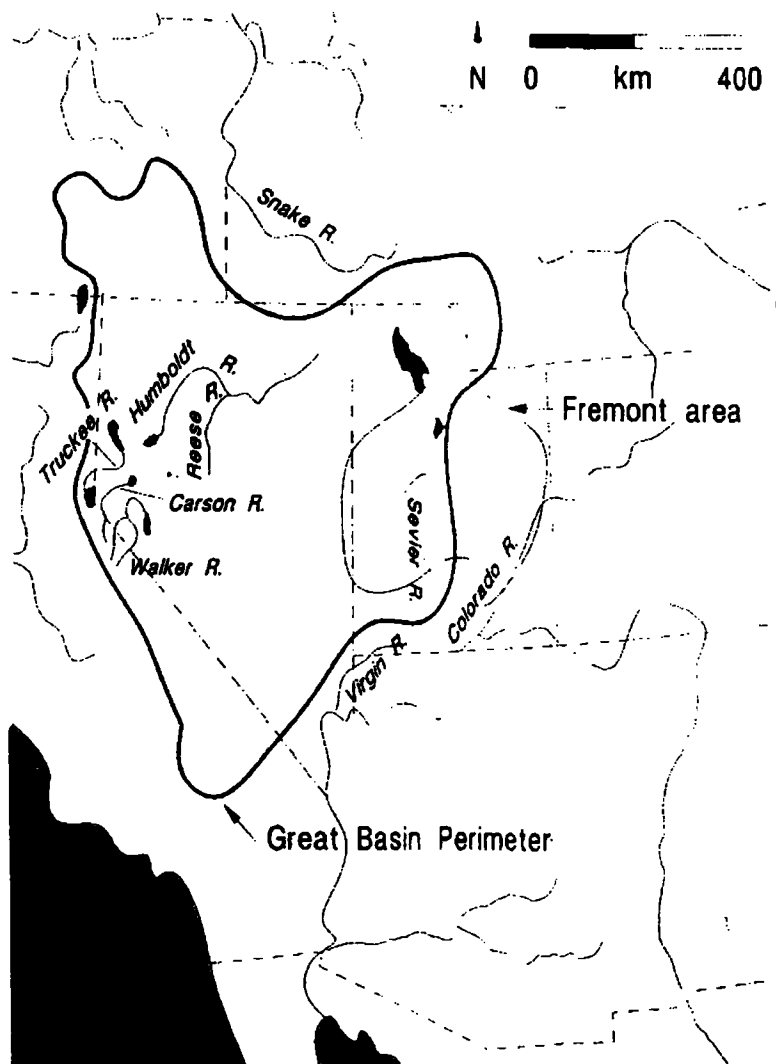 N 0 km 400
Snake R.
Humboldt R.
Truckee R.
Reese R.
Fremont area
Carson R.
Sevier R.
Walker R.
Colorado R.
Virgin R.
Great Basin Perimeter